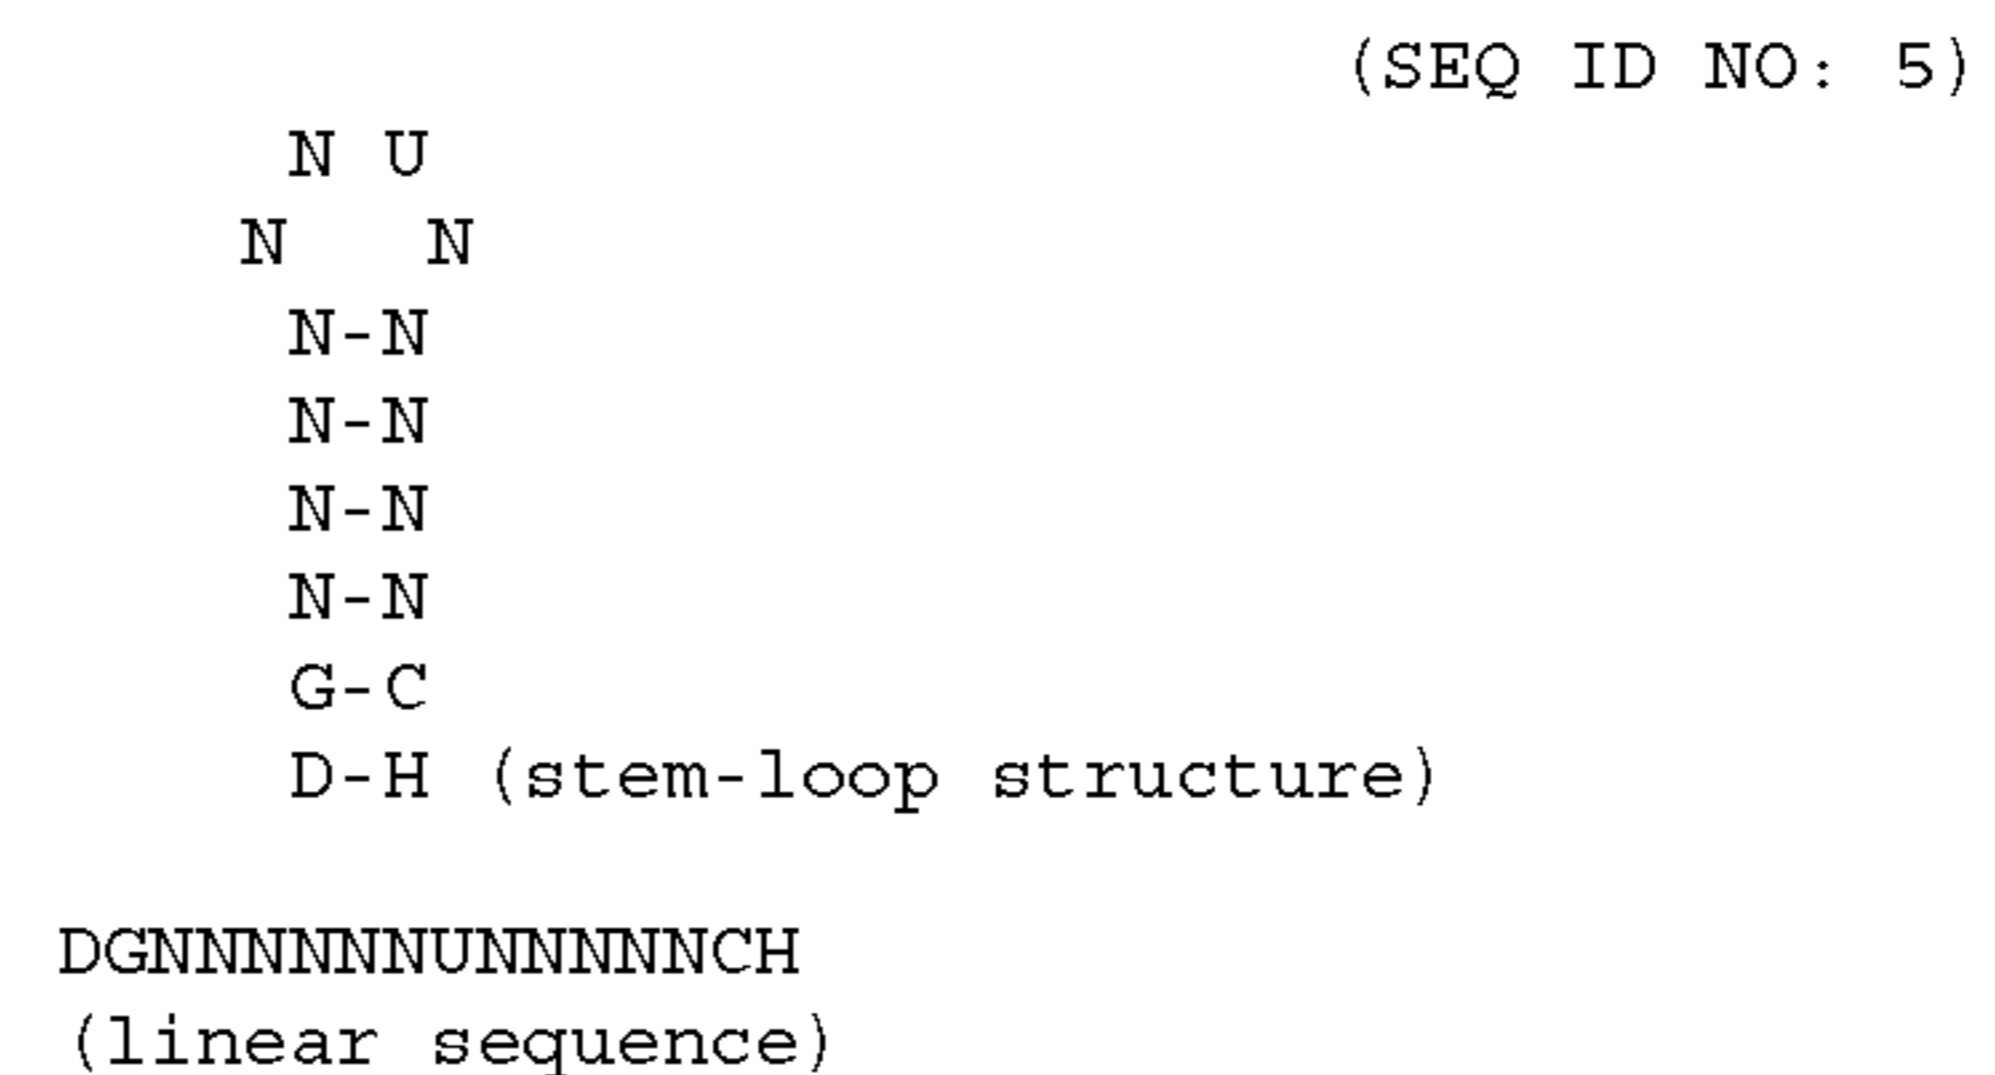 (SEQ ID NO: 5)
N U
N N
N-N
N-N
N-N
N-N
G-C
D-H (stem-loop structure)
DGNNNNNNUNNNNNCH
(linear sequence)